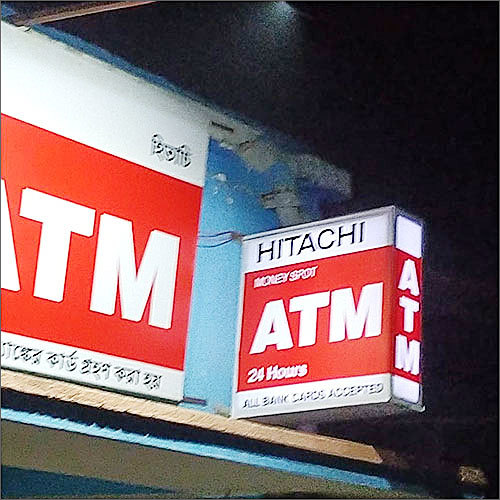 হিতাচি
ATM
কার্ড গ্রহণ করা হয়
HITACHI
MONEY SPOT
ATM
24 Hours
ALL BANK CARDS ACCEPTED
ATM